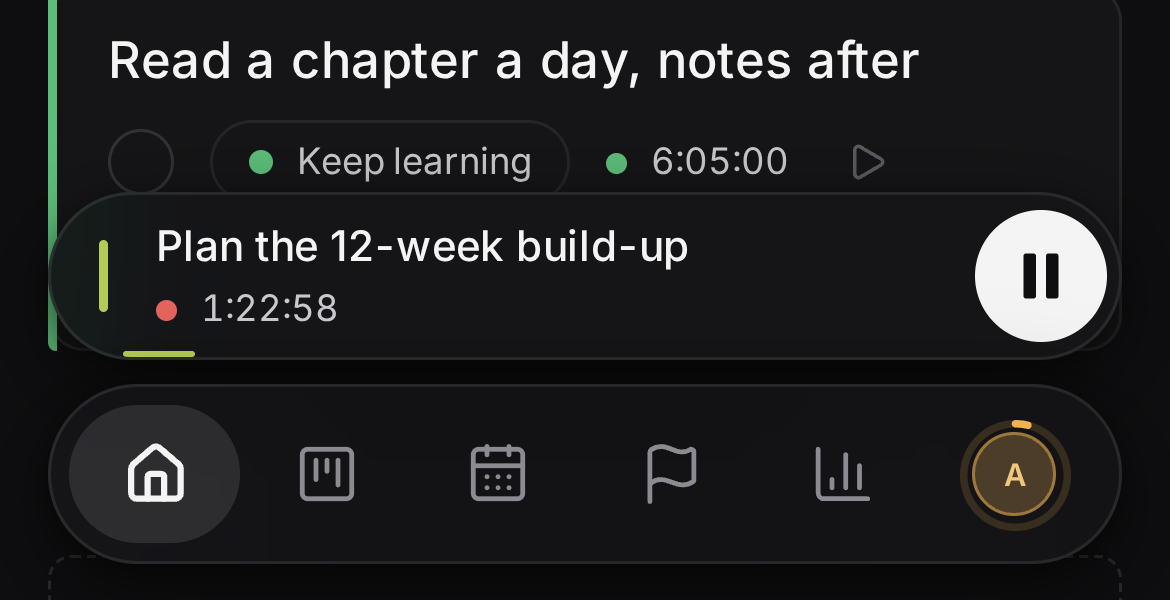 Read a chapter a day, notes after
Keep learning
6:05:00
Plan the 12-week build-up
1:22:58
A